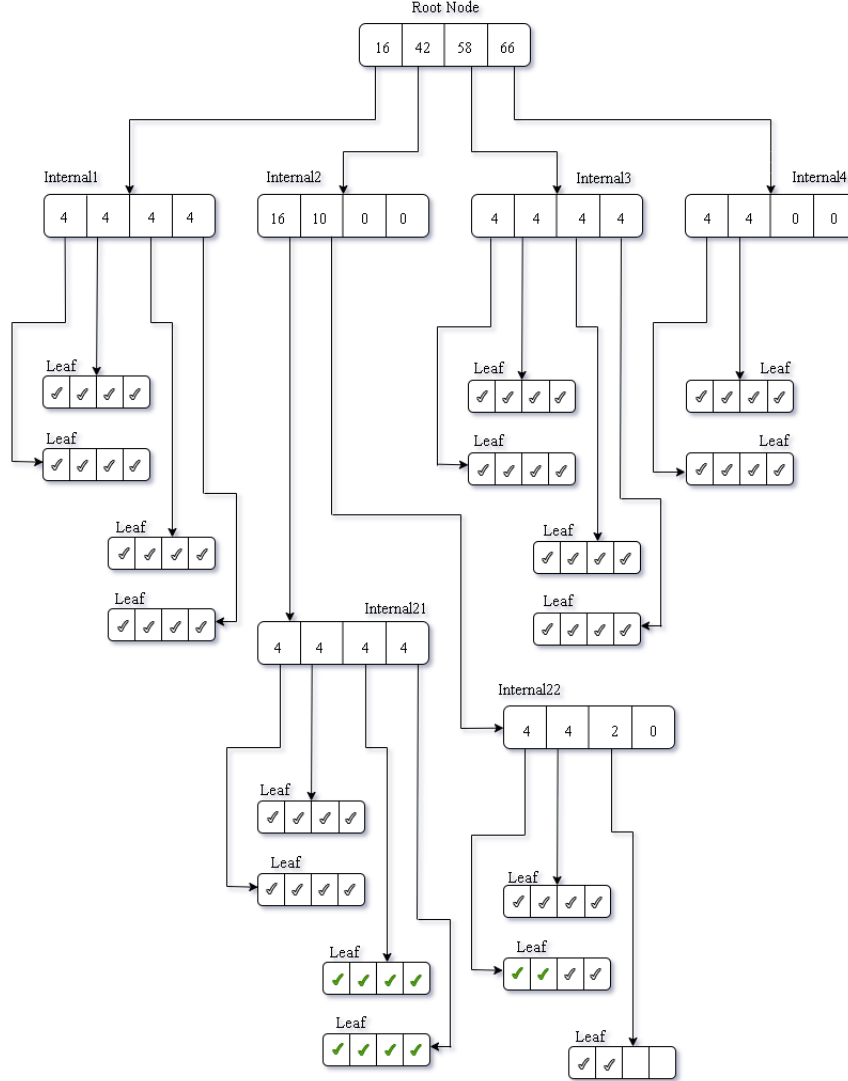 Root Node
16 42 58 66
Internal1 Internal2 Internal3 Internal4
4 4 4 4
16 10 0 0
4 4 4 4
4 4 0 0
Leaf
Leaf
Leaf
Leaf
Leaf
Leaf
Leaf
Leaf
Leaf
Leaf
Internal21
4 4 4 4
Internal22
4 4 2 0
Leaf
Leaf
Leaf
Leaf
Leaf
Leaf
Leaf